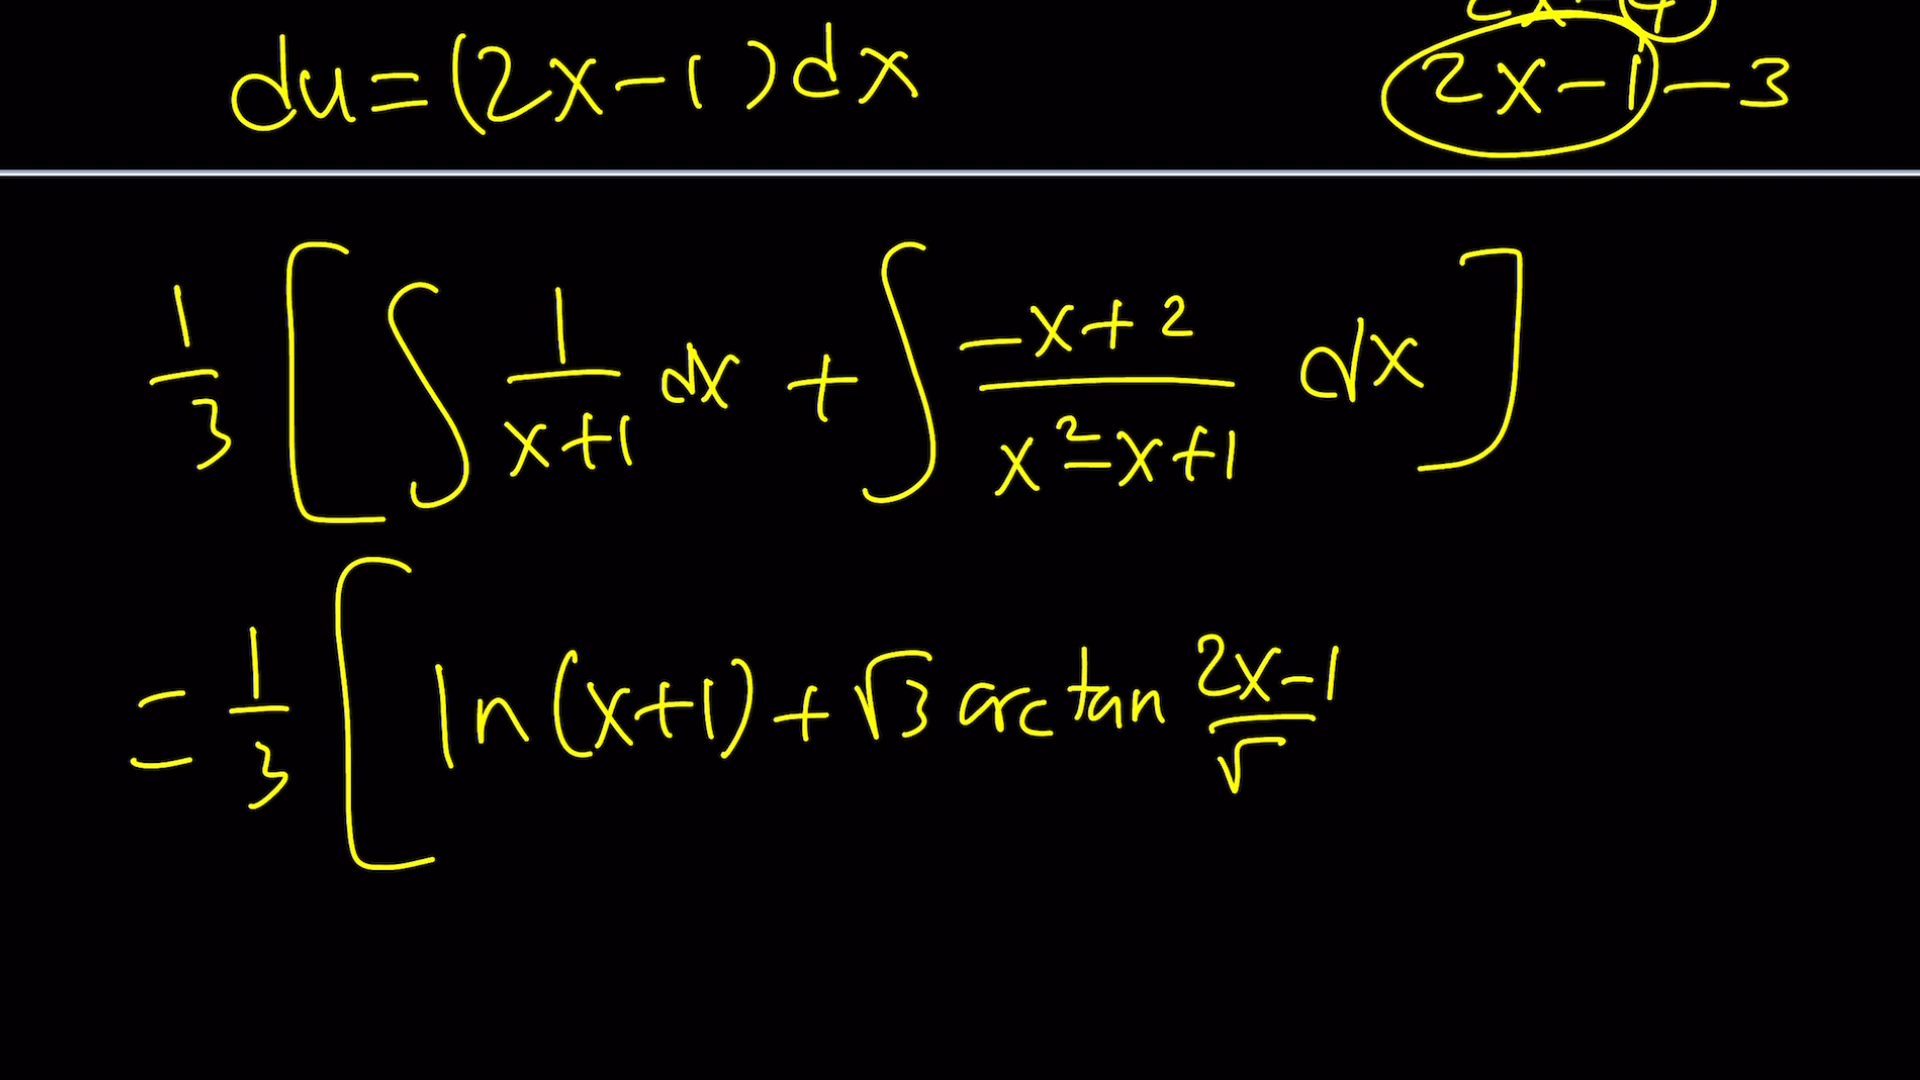 du=(2x-1)dx
2x-1-3
1/3 [ ∫ 1/(x+1) dx + ∫ (-x+2)/(x²-x+1) dx ]
= 1/3 [ ln(x+1) + √3 arctan (2x-1)/√